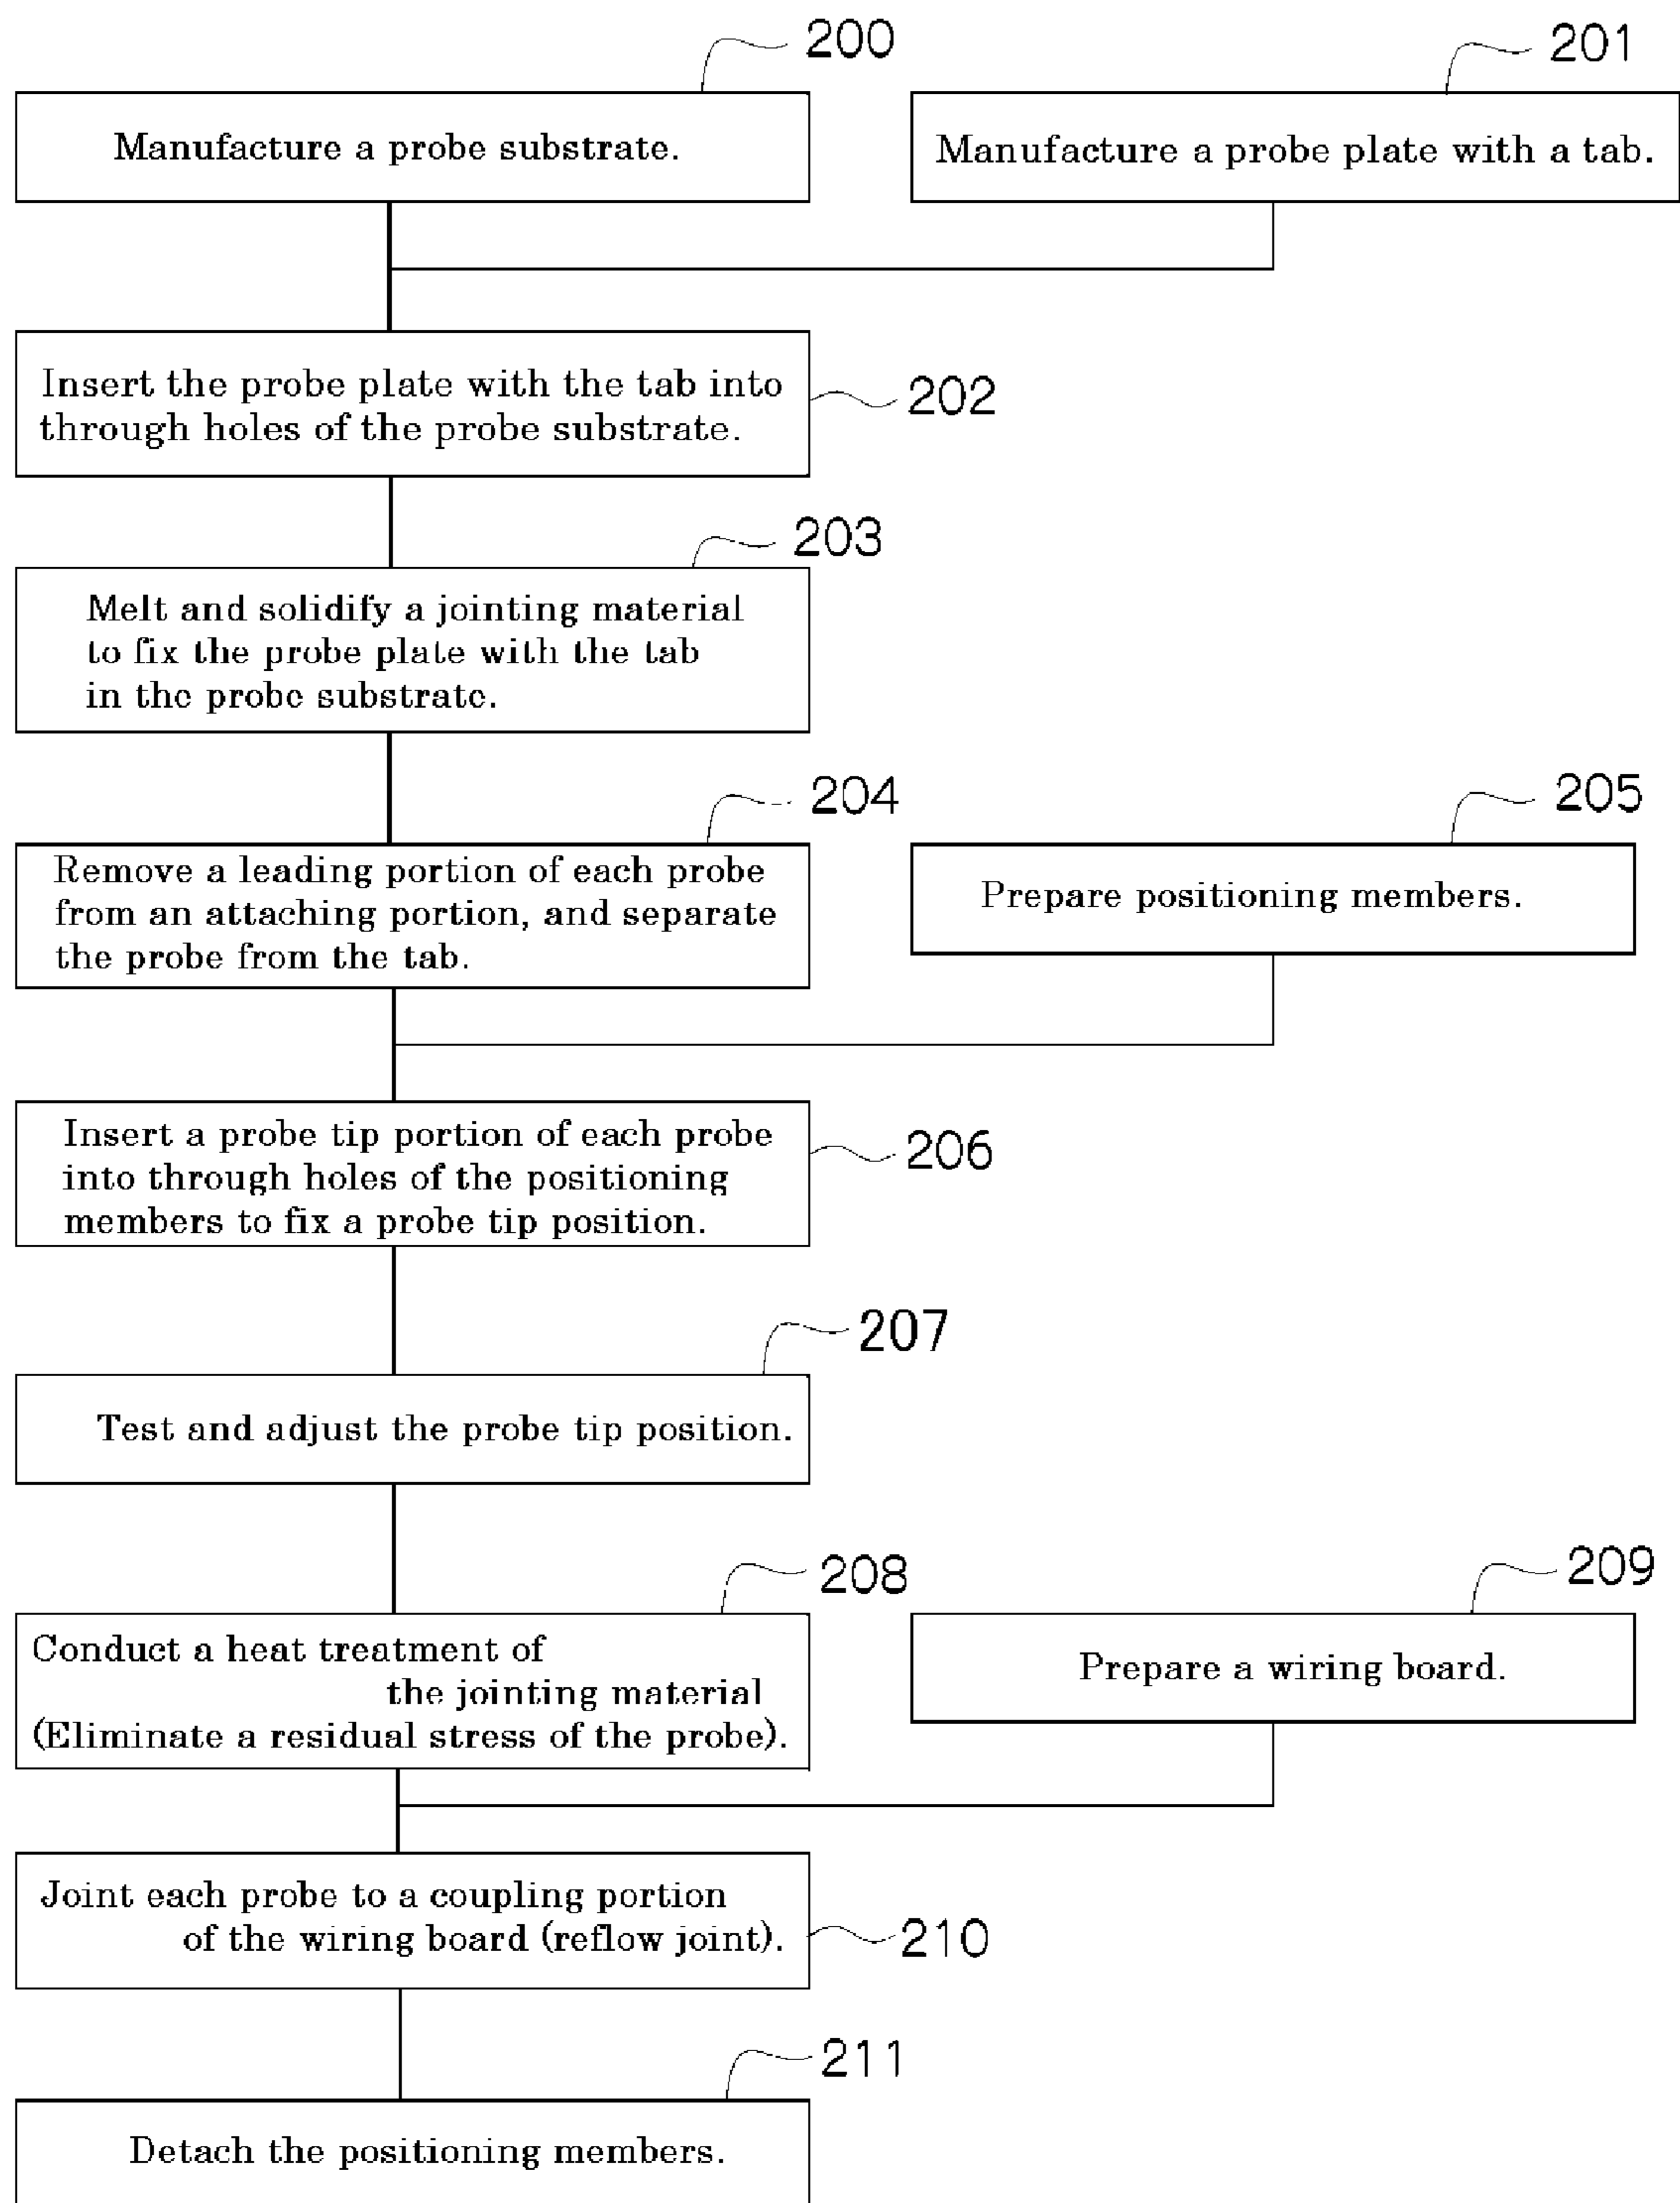 200
201
Manufacture a probe substrate.
Manufacture a probe plate with a tab.
Insert the probe plate with the tab into
through holes of the probe substrate.
202
203
Melt and solidify a jointing material
to fix the probe plate with the tab
in the probe substrate.
204
205
Remove a leading portion of each probe
from an attaching portion, and separate
the probe from the tab.
Prepare positioning members.
Insert a probe tip portion of each probe
into through holes of the positioning
members to fix a probe tip position.
206
207
Test and adjust the probe tip position.
208
209
Conduct a heat treatment of
the jointing material
(Eliminate a residual stress of the probe).
Prepare a wiring board.
Joint each probe to a coupling portion
of the wiring board (reflow joint).
210
211
Detach the positioning members.